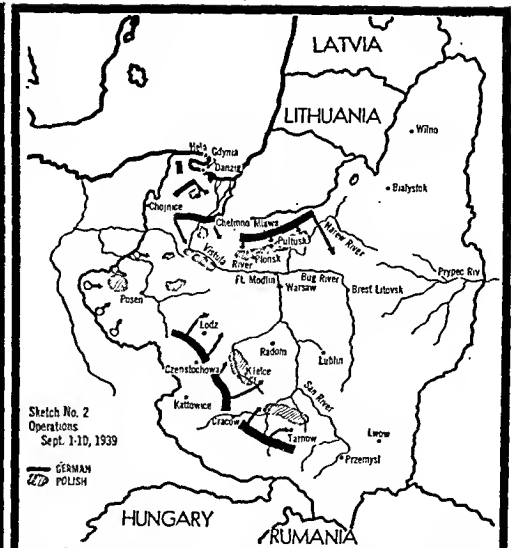 LATVIA
LITHUANIA
Wilno
Hela
Gdynia
Danzig
Bialystok
Chojnice
Chelmno
Mlawa
Narew River
Pultusk
Vistula
River
Plonsk
Prypec Riv
Posen
Ft. Modlin
Bug River
Warsaw
Brest Litovsk
Lodz
Radom
Lublin
Czenstochowa
Kielce
San River
Kattowice
Cracow
Tarnow
Lwow
Przemysl
Sketch No. 2
Operations
Sept. 1-10, 1939
GERMAN
POLISH
HUNGARY
RUMANIA